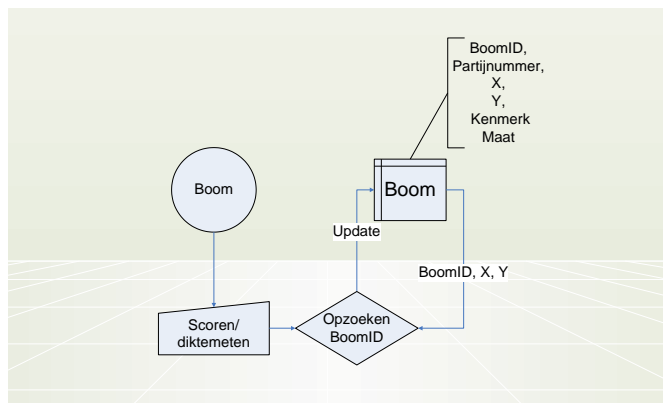 BoomID,
Partijnummer,
X,
Y,
Kenmerk
Maat
Boom
Boom
Update
BoomID, X, Y
Scoren/
diktemeten
Opzoeken
BoomID